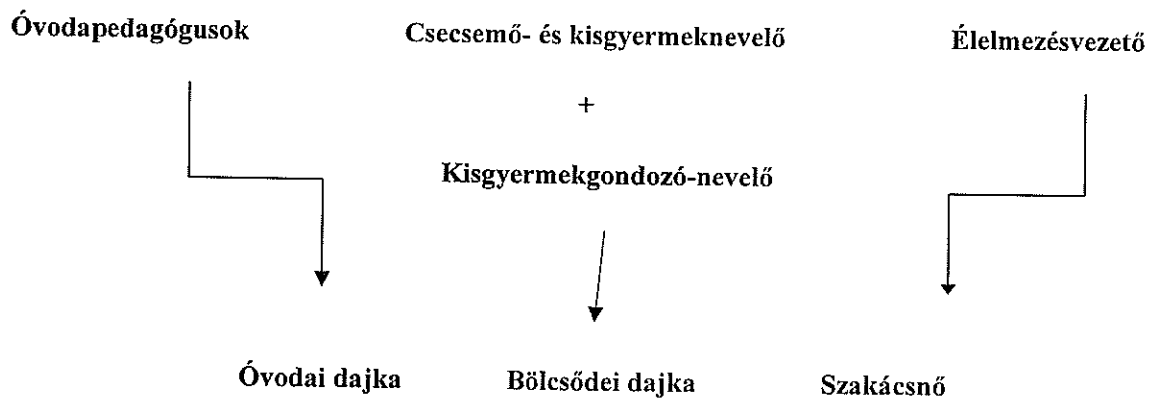 Óvodapedagógusok
Csecsemő- és kisgyermeknevelő
Élelmezésvezető
+
Kisgyermekgondozó-nevelő
Óvodai dajka
Bölcsődei dajka
Szakácsnő